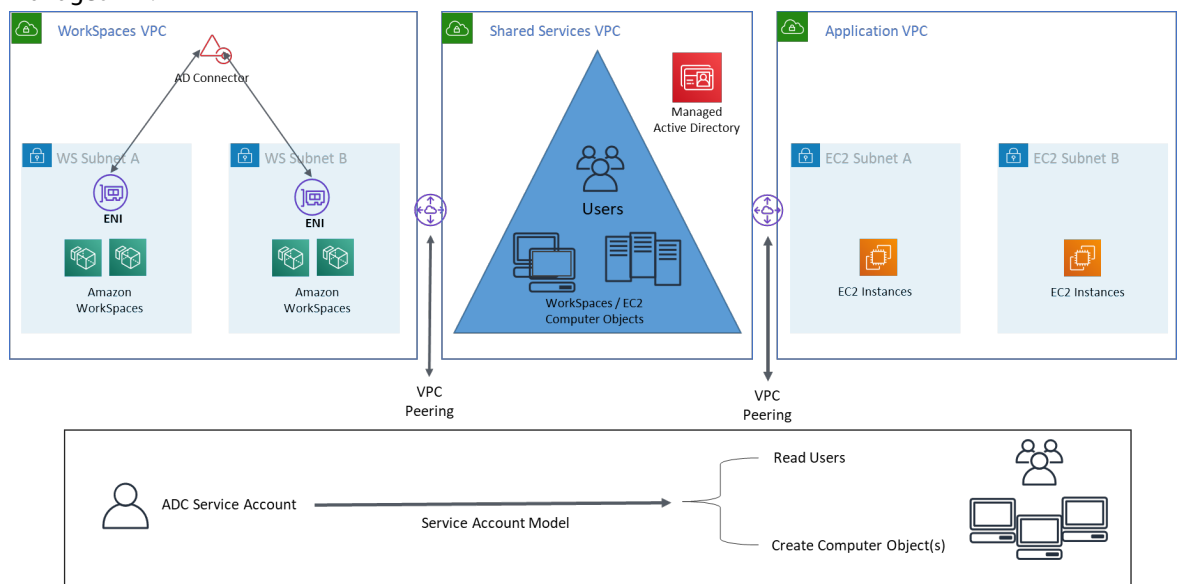 WorkSpaces VPC
AD Connector
WS Subnet A
ENI
Amazon
WorkSpaces
WS Subnet B
ENI
Amazon
WorkSpaces
Shared Services VPC
Managed
Active Directory
Users
WorkSpaces / EC2
Computer Objects
Application VPC
EC2 Subnet A
EC2 Instances
EC2 Subnet B
EC2 Instances
VPC
Peering
VPC
Peering
ADC Service Account
Service Account Model
Read Users
Create Computer Object(s)